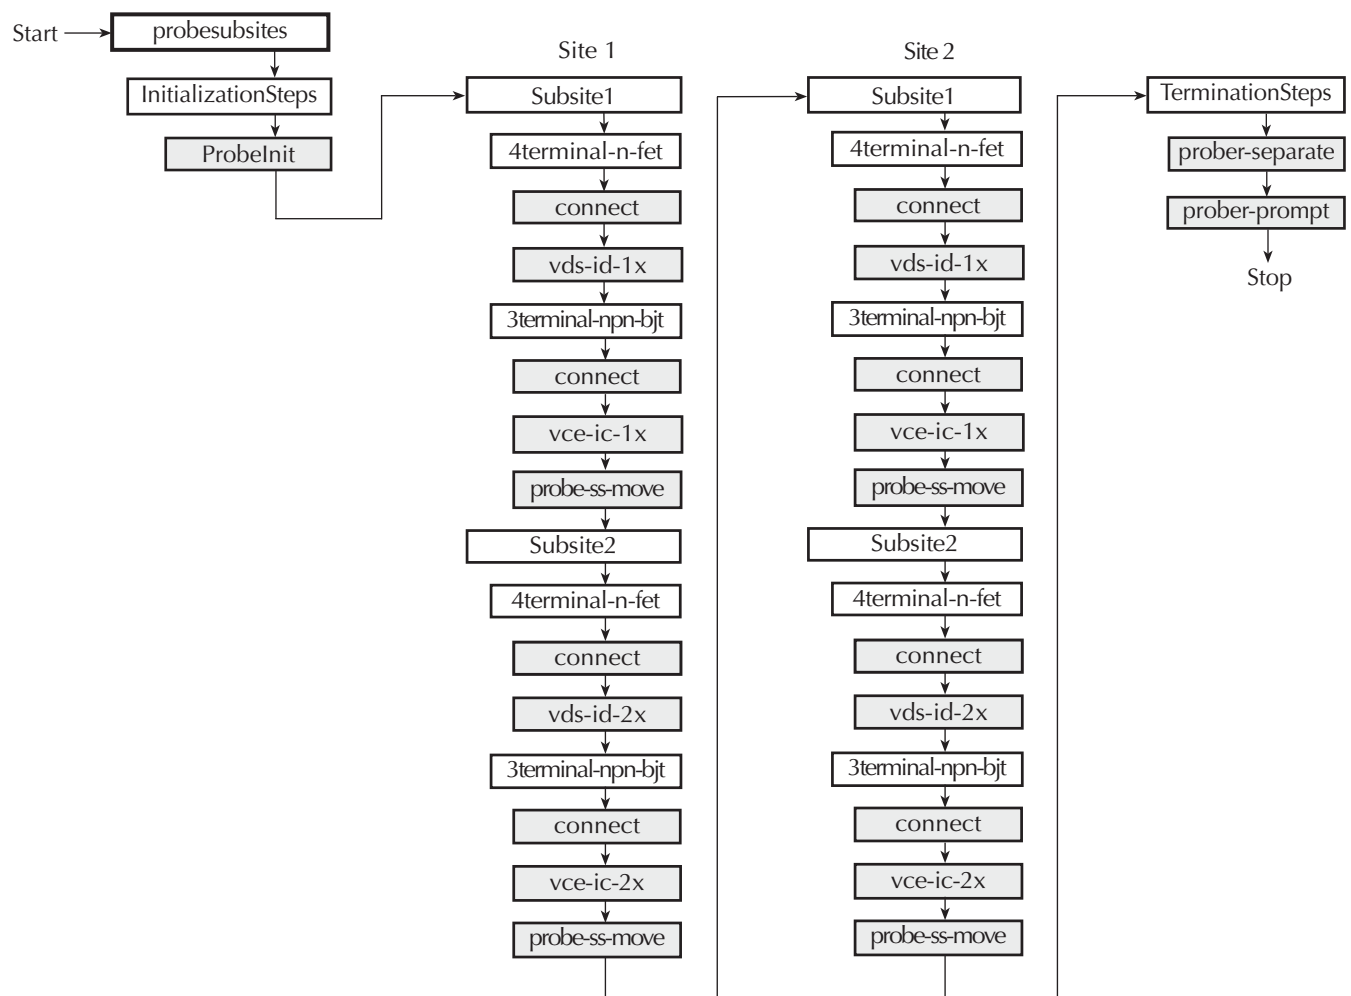 Start
probesubsites
InitializationSteps
ProbeInit
Site 1
Subsite1
4terminal-n-fet
connect
vds-id-1x
3terminal-npn-bjt
connect
vce-ic-1x
probe-ss-move
Subsite2
4terminal-n-fet
connect
vds-id-2x
3terminal-npn-bjt
connect
vce-ic-2x
probe-ss-move
Site 2
Subsite1
4terminal-n-fet
connect
vds-id-1x
3terminal-npn-bjt
connect
vce-ic-1x
probe-ss-move
Subsite2
4terminal-n-fet
connect
vds-id-2x
3terminal-npn-bjt
connect
vce-ic-2x
probe-ss-move
TerminationSteps
prober-separate
prober-prompt
Stop